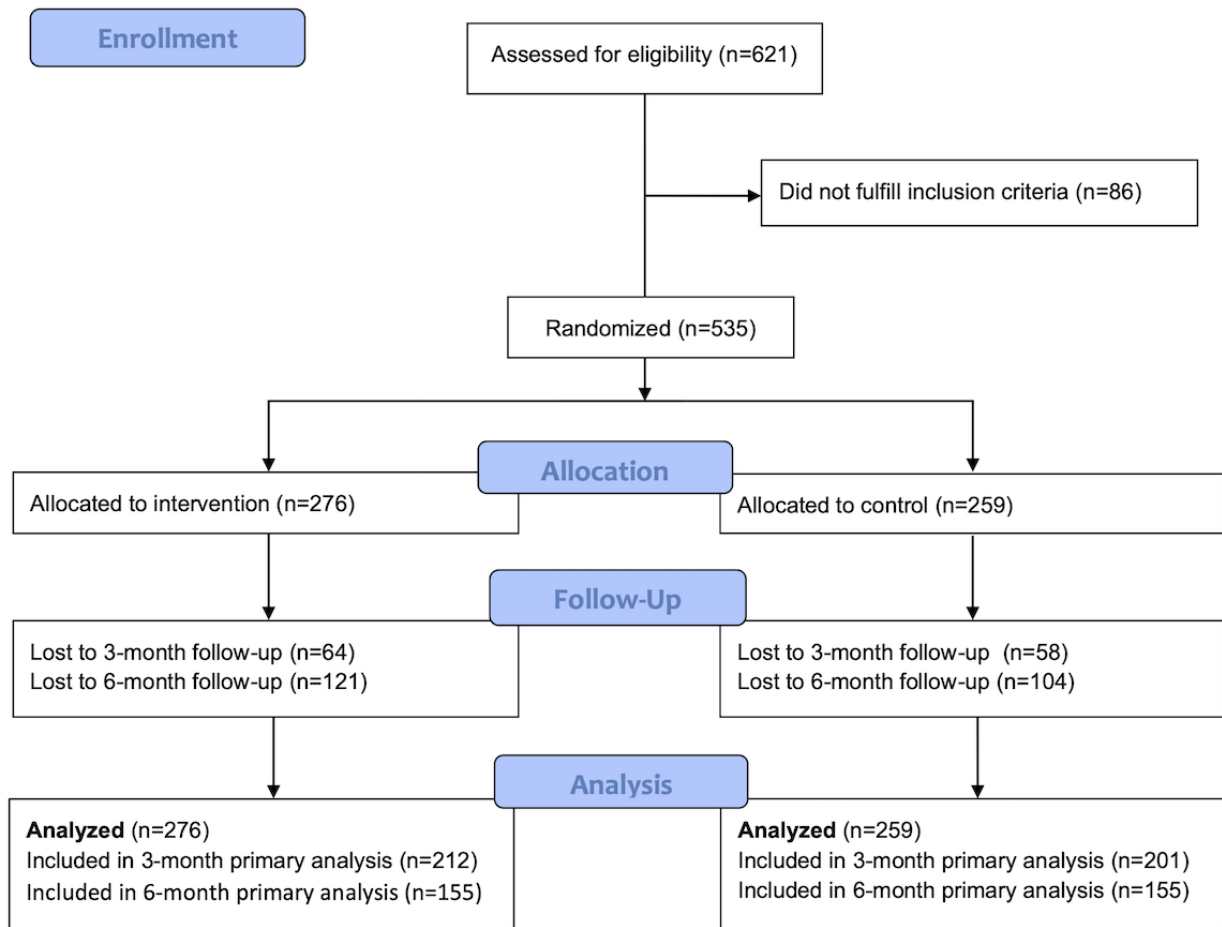 Enrollment
Assessed for eligibility (n=621)
Did not fulfill inclusion criteria (n=86)
Randomized (n=535)
Allocation
Allocated to intervention (n=276)
Allocated to control (n=259)
Follow-Up
Lost to 3-month follow-up (n=64)
Lost to 6-month follow-up (n=121)
Lost to 3-month follow-up  (n=58)
Lost to 6-month follow-up (n=104)
Analysis
Analyzed (n=276)
Included in 3-month primary analysis (n=212)
Included in 6-month primary analysis (n=155)
Analyzed (n=259)
Included in 3-month primary analysis (n=201)
Included in 6-month primary analysis (n=155)